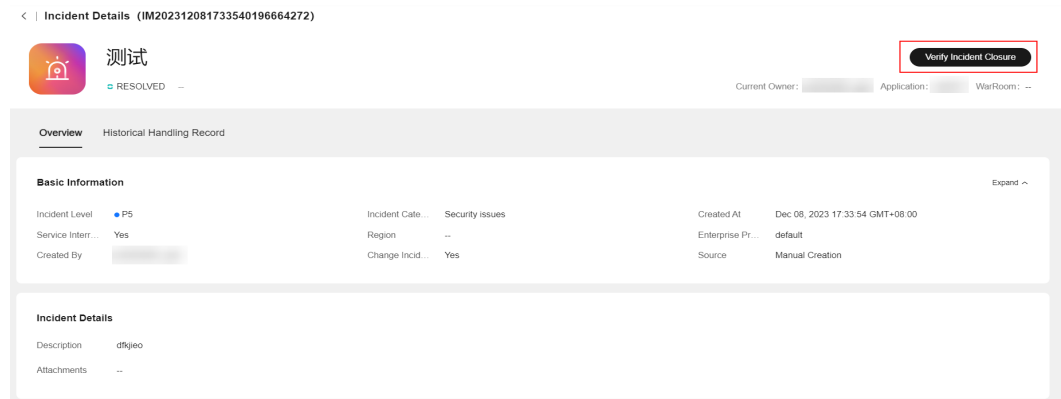 < | Incident Details（IM202312081733540196664272）
测试
Verify Incident Closure
RESOLVED --
Current Owner: Application: WarRoom: --
Overview Historical Handling Record
Basic Information Expand
Incident Level P5 Incident Cate... Security issues Created At Dec 08, 2023 17:33:54 GMT+08:00
Service Interr... Yes Region -- Enterprise Pr... default
Created By Change Incid... Yes Source Manual Creation
Incident Details
Description dfkjieo
Attachments --